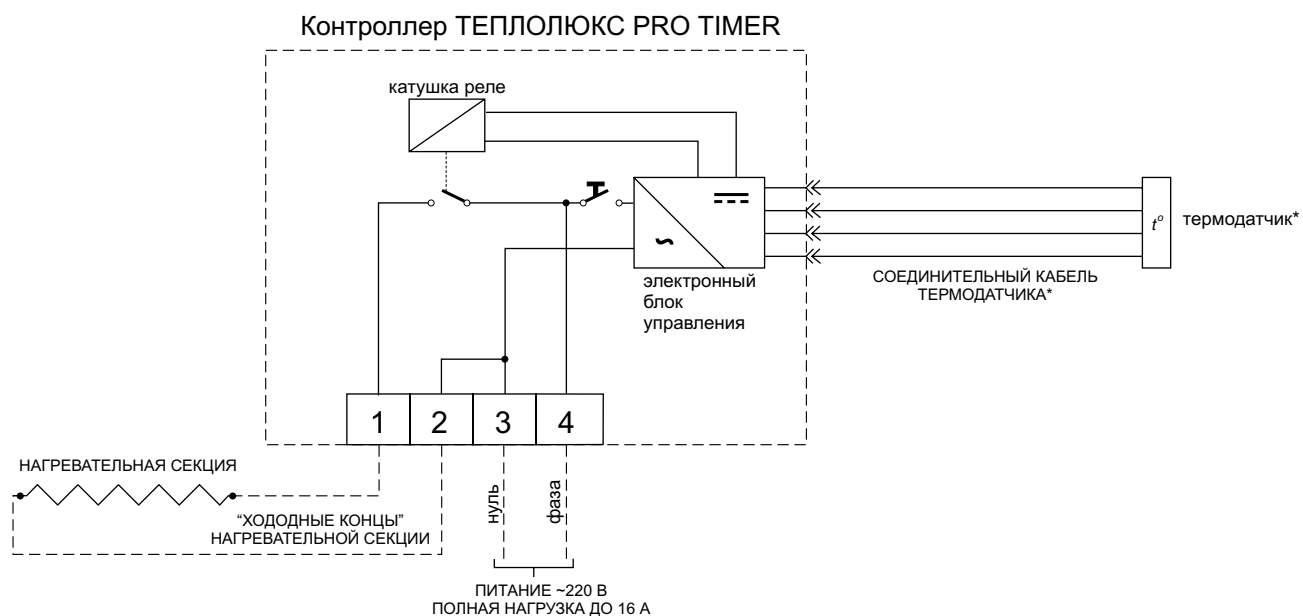 Контроллер ТЕПЛОЛЮКС PRO TIMER
катушка реле
t°
термодатчик*
электронный
блок
управления
СОЕДИНИТЕЛЬНЫЙ КАБЕЛЬ
ТЕРМОДАТЧИКА*
1 2 3 4
НАГРЕВАТЕЛЬНАЯ СЕКЦИЯ
“ХОДОДНЫЕ КОНЦЫ”
НАГРЕВАТЕЛЬНОЙ СЕКЦИИ
нуль
фаза
ПИТАНИЕ ~220 В
ПОЛНАЯ НАГРУЗКА ДО 16 А